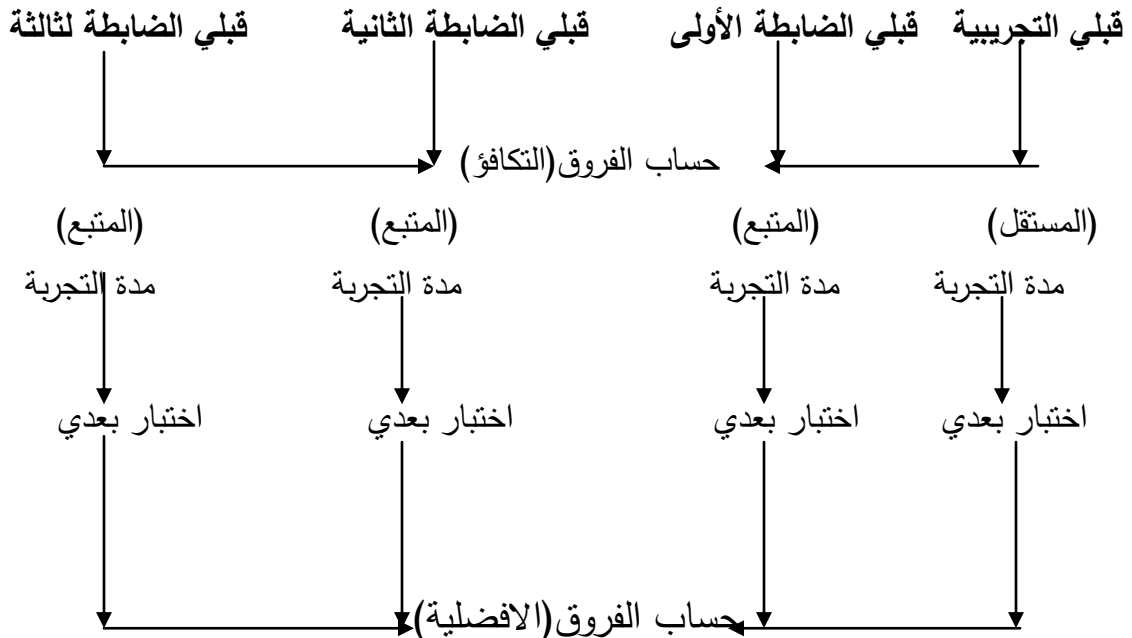 قبلي التجريبية قبلي الضابطة الأولى قبلي الضابطة الثانية قبلي الضابطة لثالثة
حساب الفروق(التكافؤ)
(المستقل) (المتبع) (المتبع) (المتبع)
مدة التجربة مدة التجربة مدة التجربة مدة التجربة
اختبار بعدي اختبار بعدي اختبار بعدي اختبار بعدي
حساب الفروق(الافضلية)